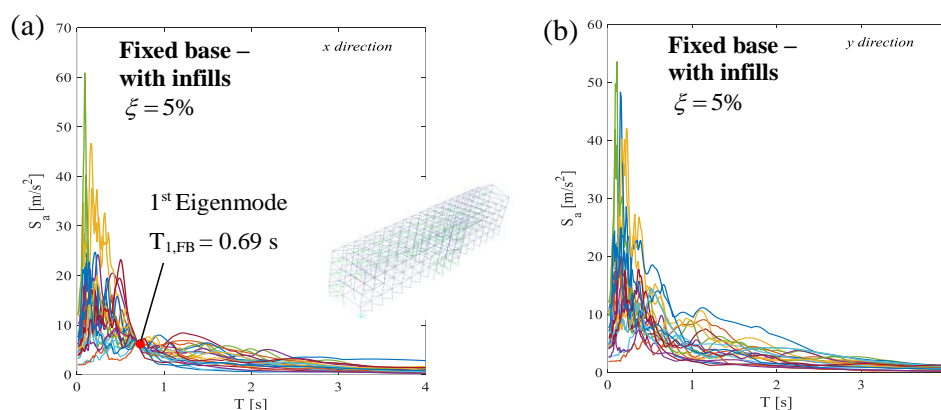 (a)
70
60
50
40
30
20
10
0
S_a [m/s²]
Fixed base –
with infills
ξ = 5%
x direction
1st Eigenmode
T1,FB = 0.69 s
0 1 2 3 4
T [s]
(b)
60
50
40
30
20
10
0
S_a [m/s²]
Fixed base –
with infills
ξ = 5%
y direction
0 1 2 3
T [s]